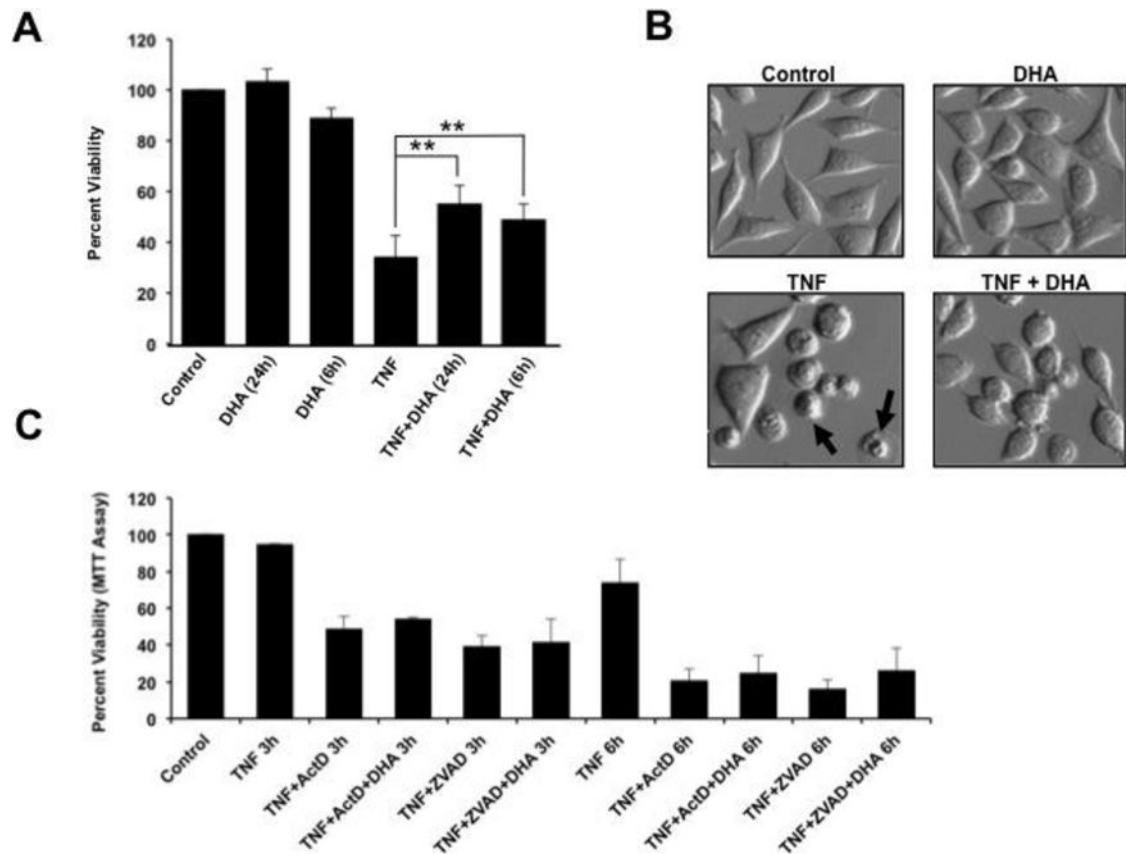 A
120
100
80
60
40
20
0
Percent Viability
**
**
Control
DHA (24h)
DHA (6h)
TNF
TNF+DHA (24h)
TNF+DHA (6h)
B
Control
DHA
TNF
TNF + DHA
C
120
100
80
60
40
20
0
Percent Viability (MTT Assay)
Control
TNF 3h
TNF+ActD 3h
TNF+ActD+DHA 3h
TNF+ZVAD 3h
TNF+ZVAD+DHA 3h
TNF 6h
TNF+ActD 6h
TNF+ActD+DHA 6h
TNF+ZVAD 6h
TNF+ZVAD+DHA 6h